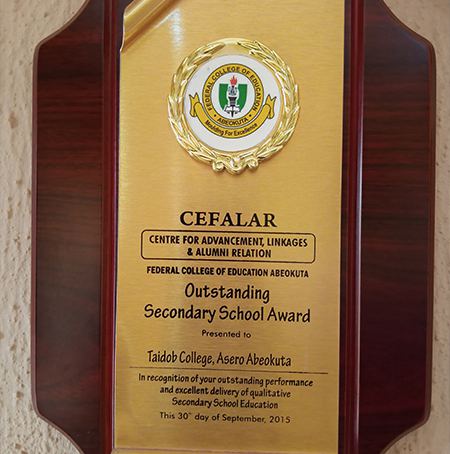 FEDERAL COLLEGE OF EDUCATION
ABEOKUTA
Moulding For Excellence
CEFALAR
CENTRE FOR ADVANCEMENT, LINKAGES
& ALUMNI RELATION
FEDERAL COLLEGE OF EDUCATION ABEOKUTA
Outstanding
Secondary School Award
Presented to
Taidob College, Asero Abeokuta
In recognition of your outstanding performance
and excellent delivery of qualitative
Secondary School Education
This 30th day of September, 2015